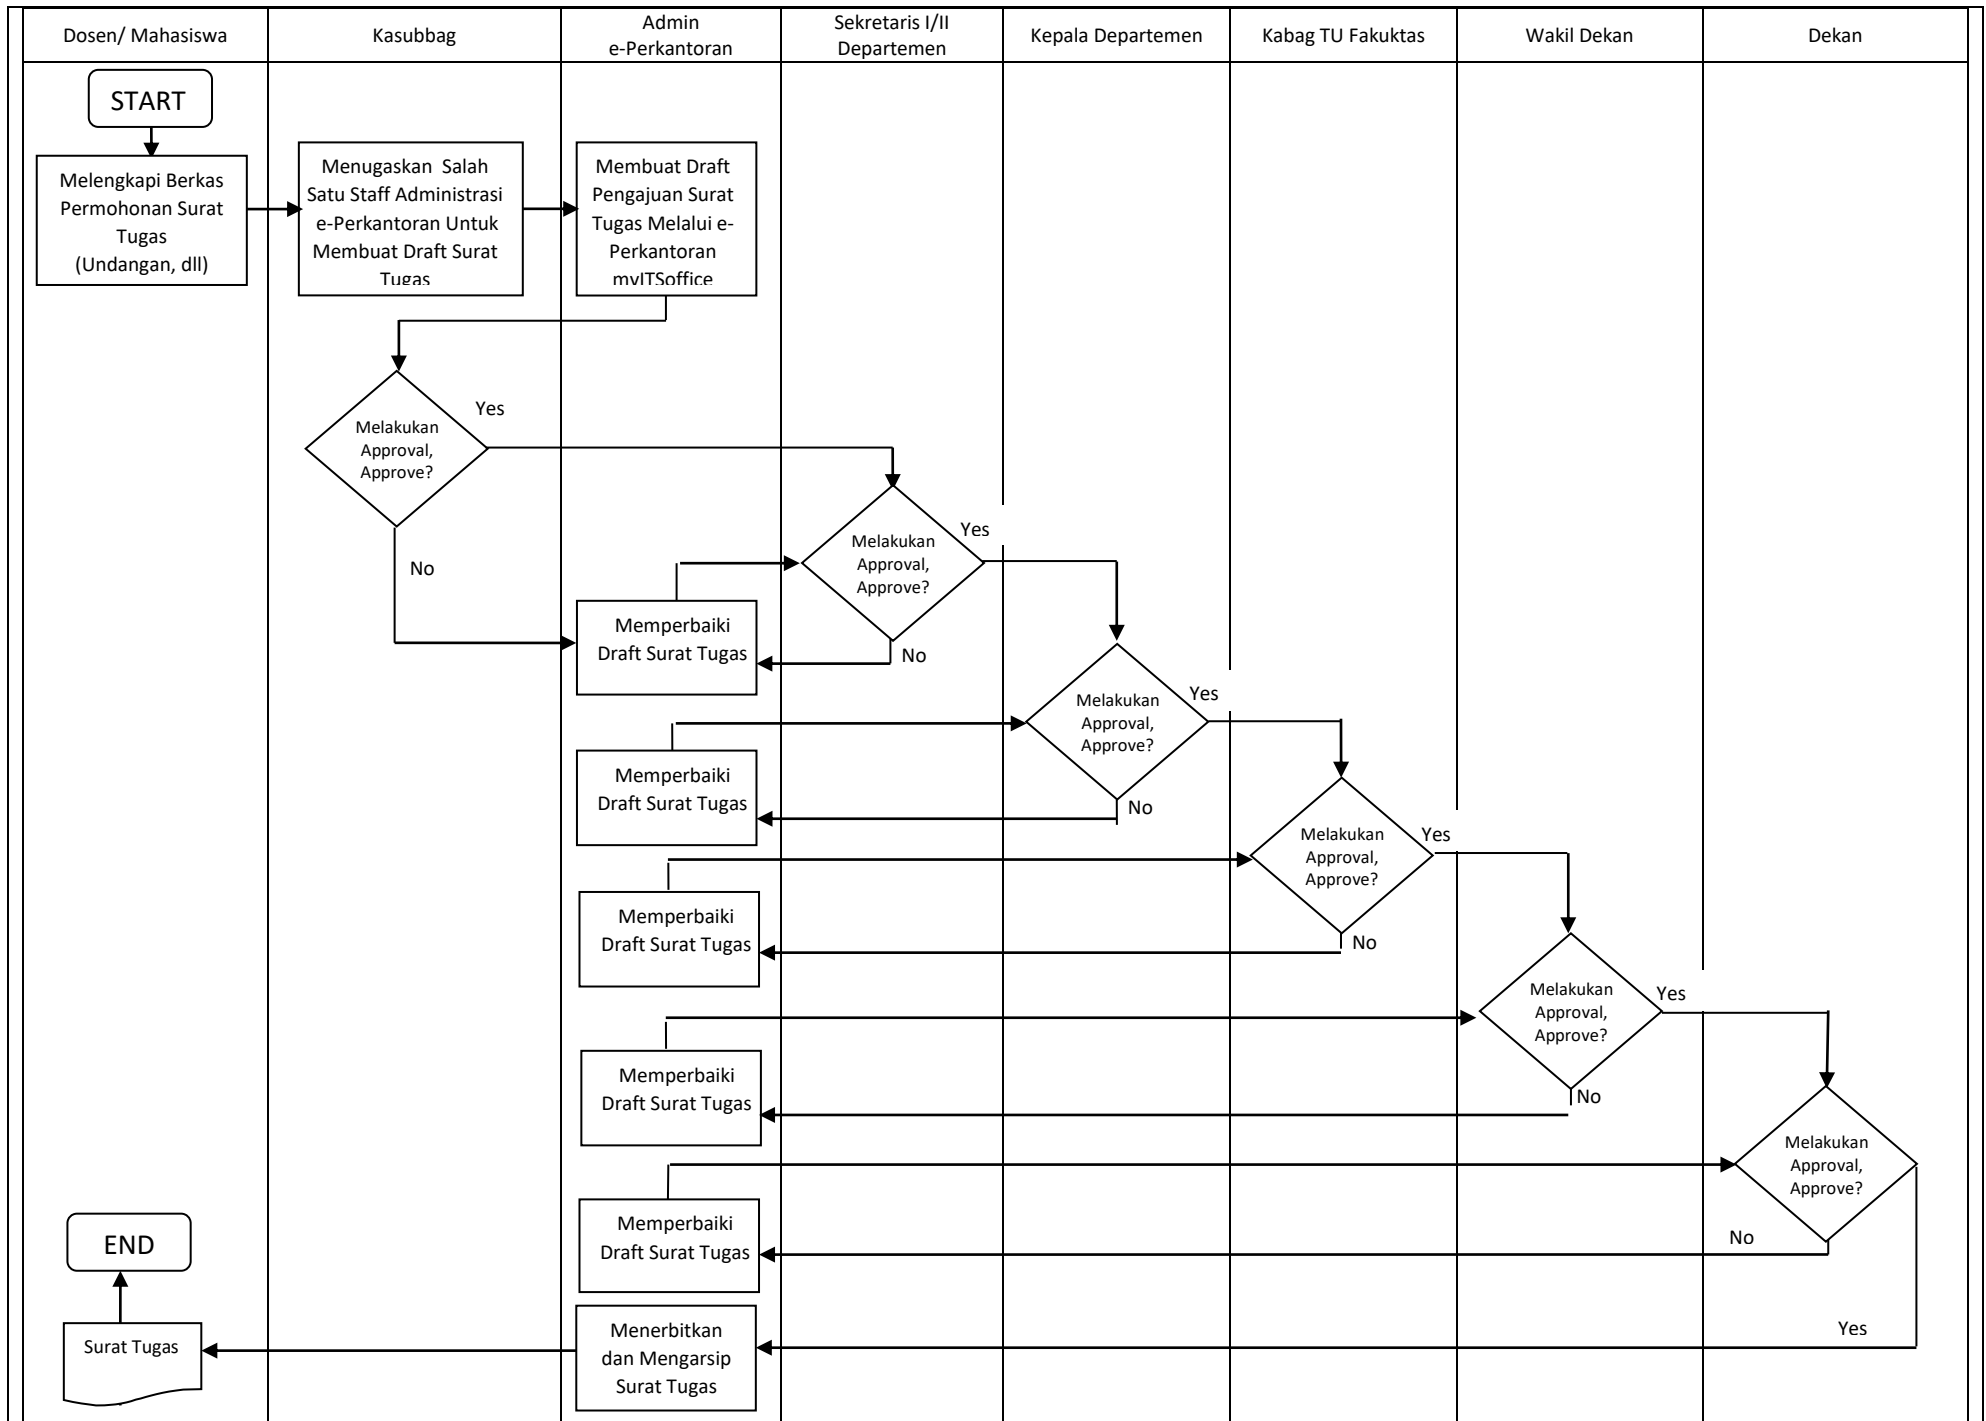 Dosen/ Mahasiswa
Kasubbag
Admin
e-Perkantoran
Sekretaris I/II
Departemen
Kepala Departemen
Kabag TU Fakuktas
Wakil Dekan
Dekan
START
Melengkapi Berkas
Permohonan Surat
Tugas
(Undangan, dll)
Menugaskan Salah
Satu Staff Administrasi
e-Perkantoran Untuk
Membuat Draft Surat
Tugas
Membuat Draft
Pengajuan Surat
Tugas Melalui e-
Perkantoran
myITSoffice
Melakukan
Approval,
Approve?
Yes
No
Melakukan
Approval,
Approve?
Yes
No
Memperbaiki
Draft Surat Tugas
Melakukan
Approval,
Approve?
Yes
No
Memperbaiki
Draft Surat Tugas
Melakukan
Approval,
Approve?
Yes
No
Memperbaiki
Draft Surat Tugas
Melakukan
Approval,
Approve?
Yes
No
Memperbaiki
Draft Surat Tugas
Melakukan
Approval,
Approve?
No
Yes
Memperbaiki
Draft Surat Tugas
Menerbitkan
dan Mengarsip
Surat Tugas
Surat Tugas
END